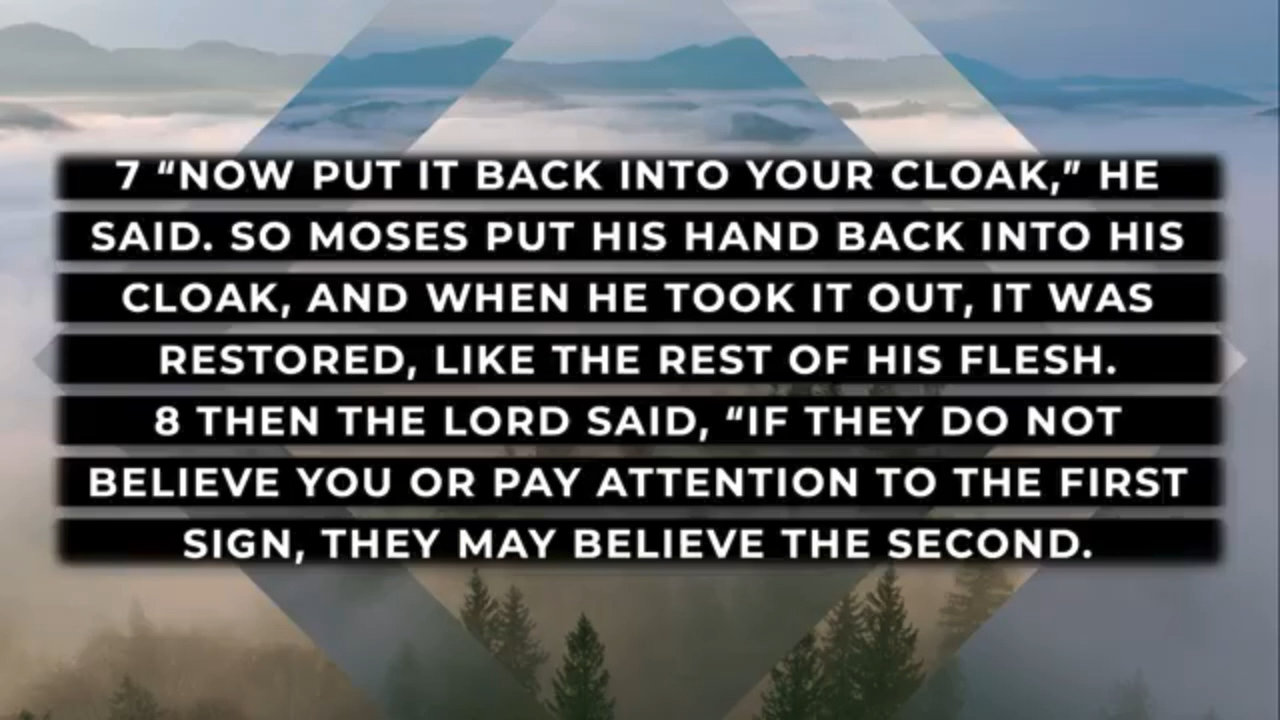 7 “NOW PUT IT BACK INTO YOUR CLOAK,” HE
SAID. SO MOSES PUT HIS HAND BACK INTO HIS
CLOAK, AND WHEN HE TOOK IT OUT, IT WAS
RESTORED, LIKE THE REST OF HIS FLESH.
8 THEN THE LORD SAID, “IF THEY DO NOT
BELIEVE YOU OR PAY ATTENTION TO THE FIRST
SIGN, THEY MAY BELIEVE THE SECOND.